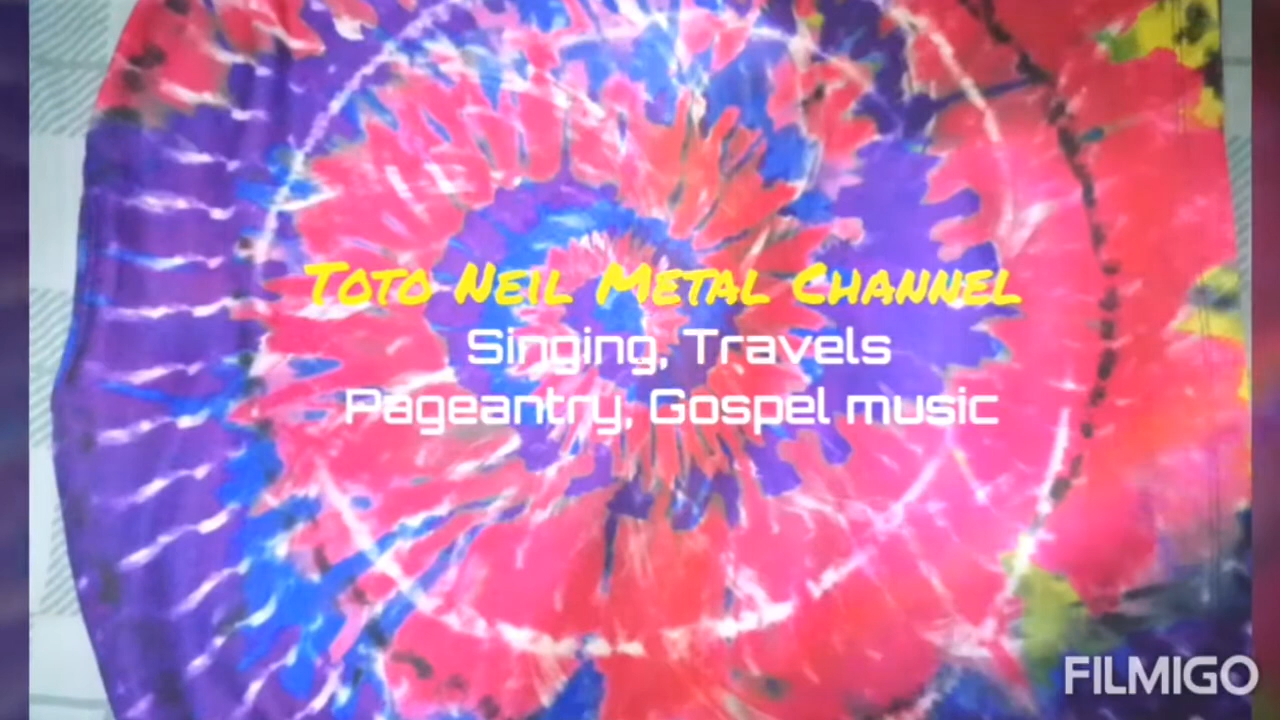 Toto Neil Metal Channel
Singing, Travels
Pageantry, Gospel music
FILMIGO